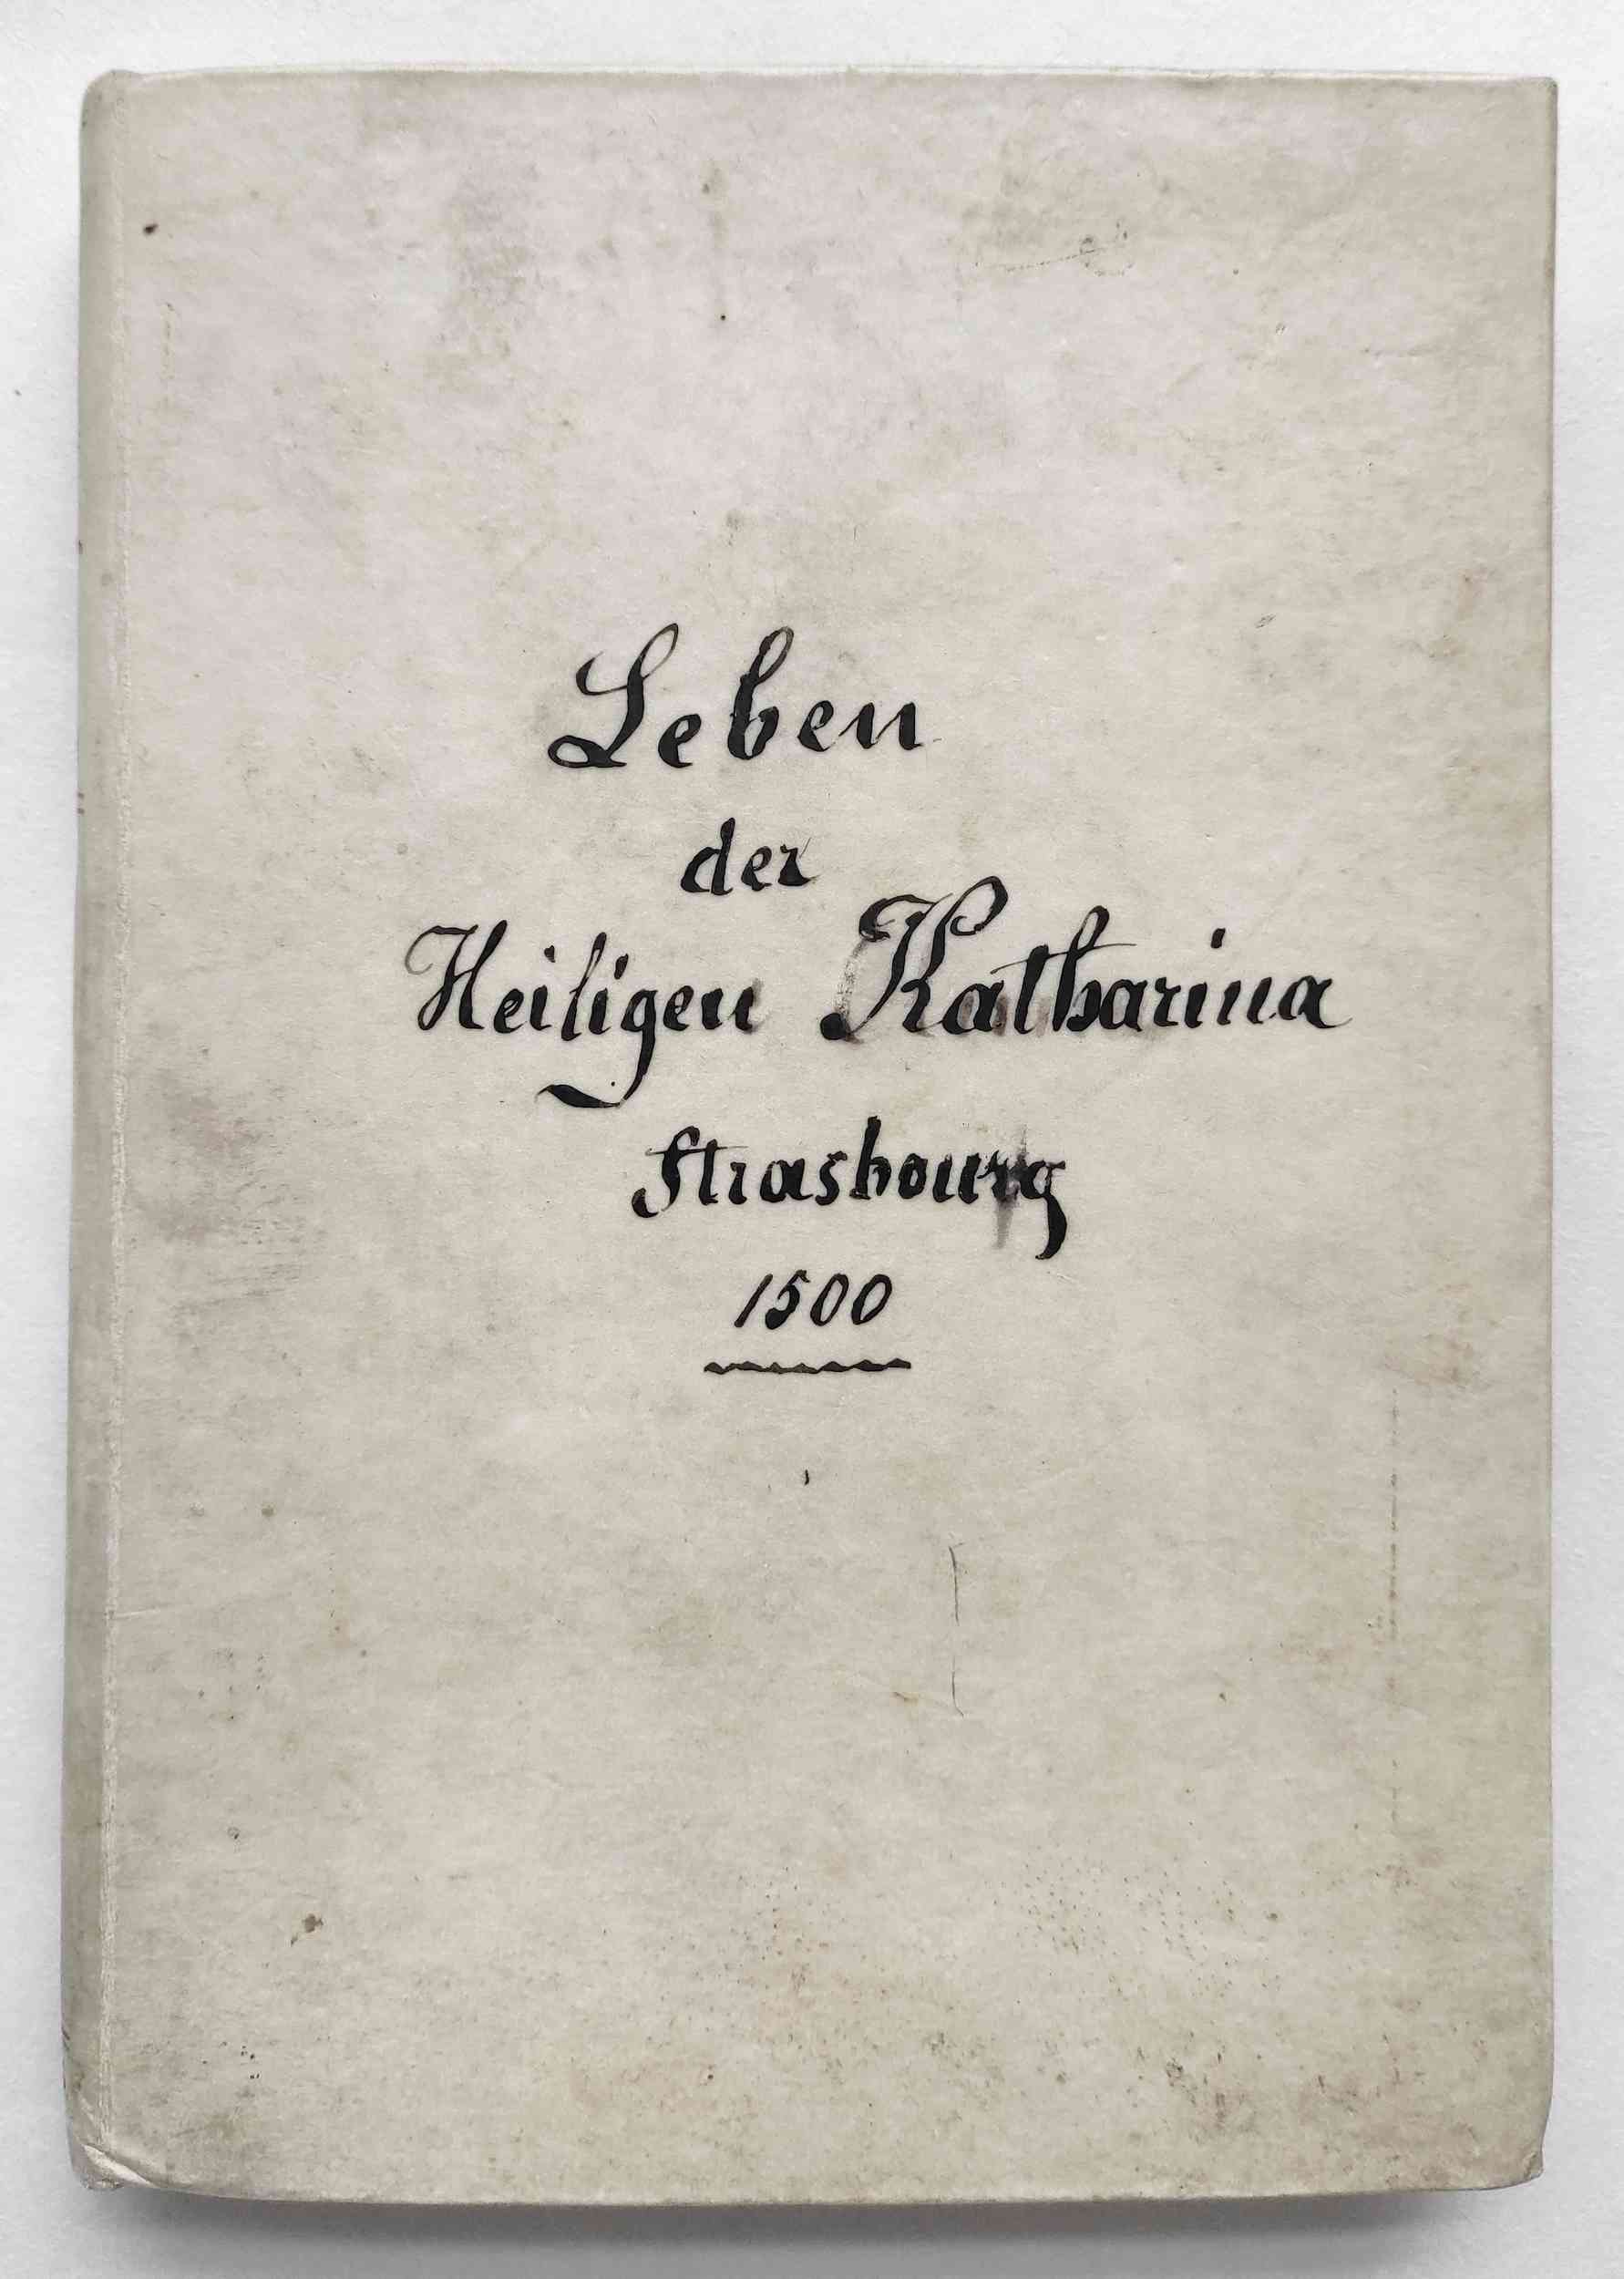 Leben
der
Heiligen Katharina
Strasbourg
1500